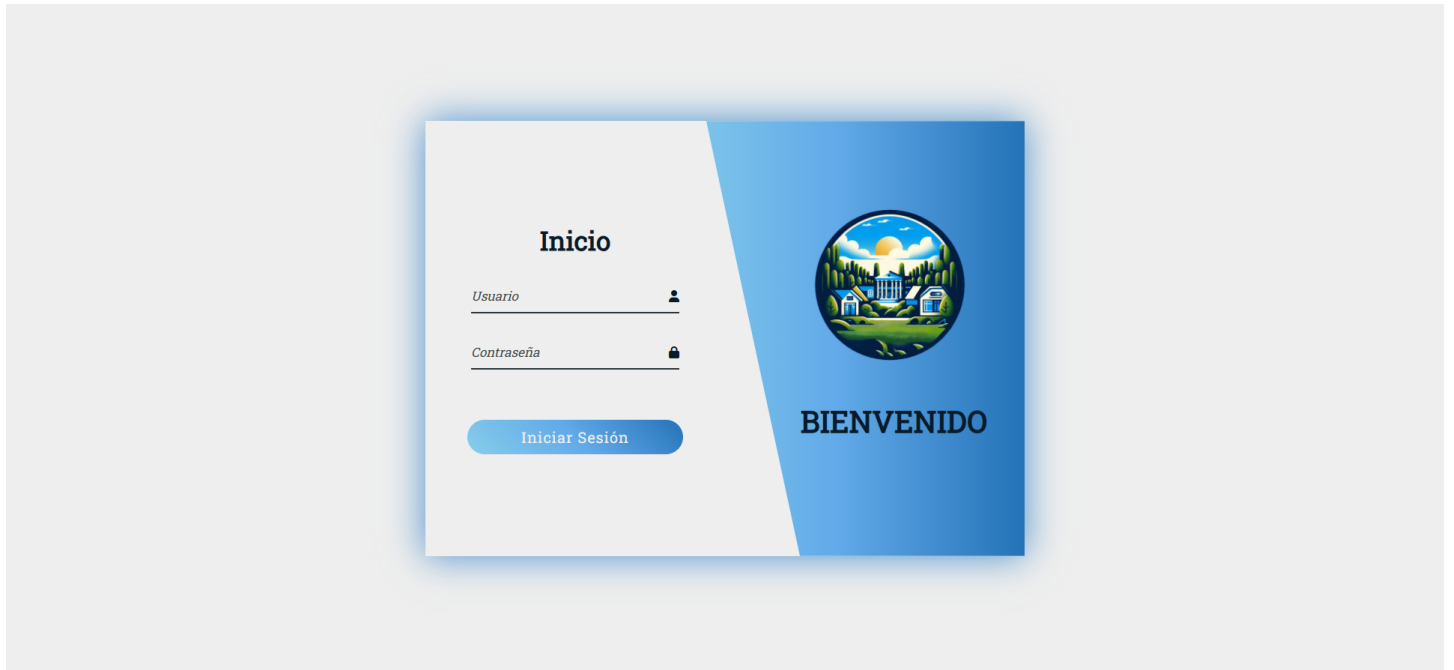 Inicio
Usuario
Contraseña
Iniciar Sesión
BIENVENIDO